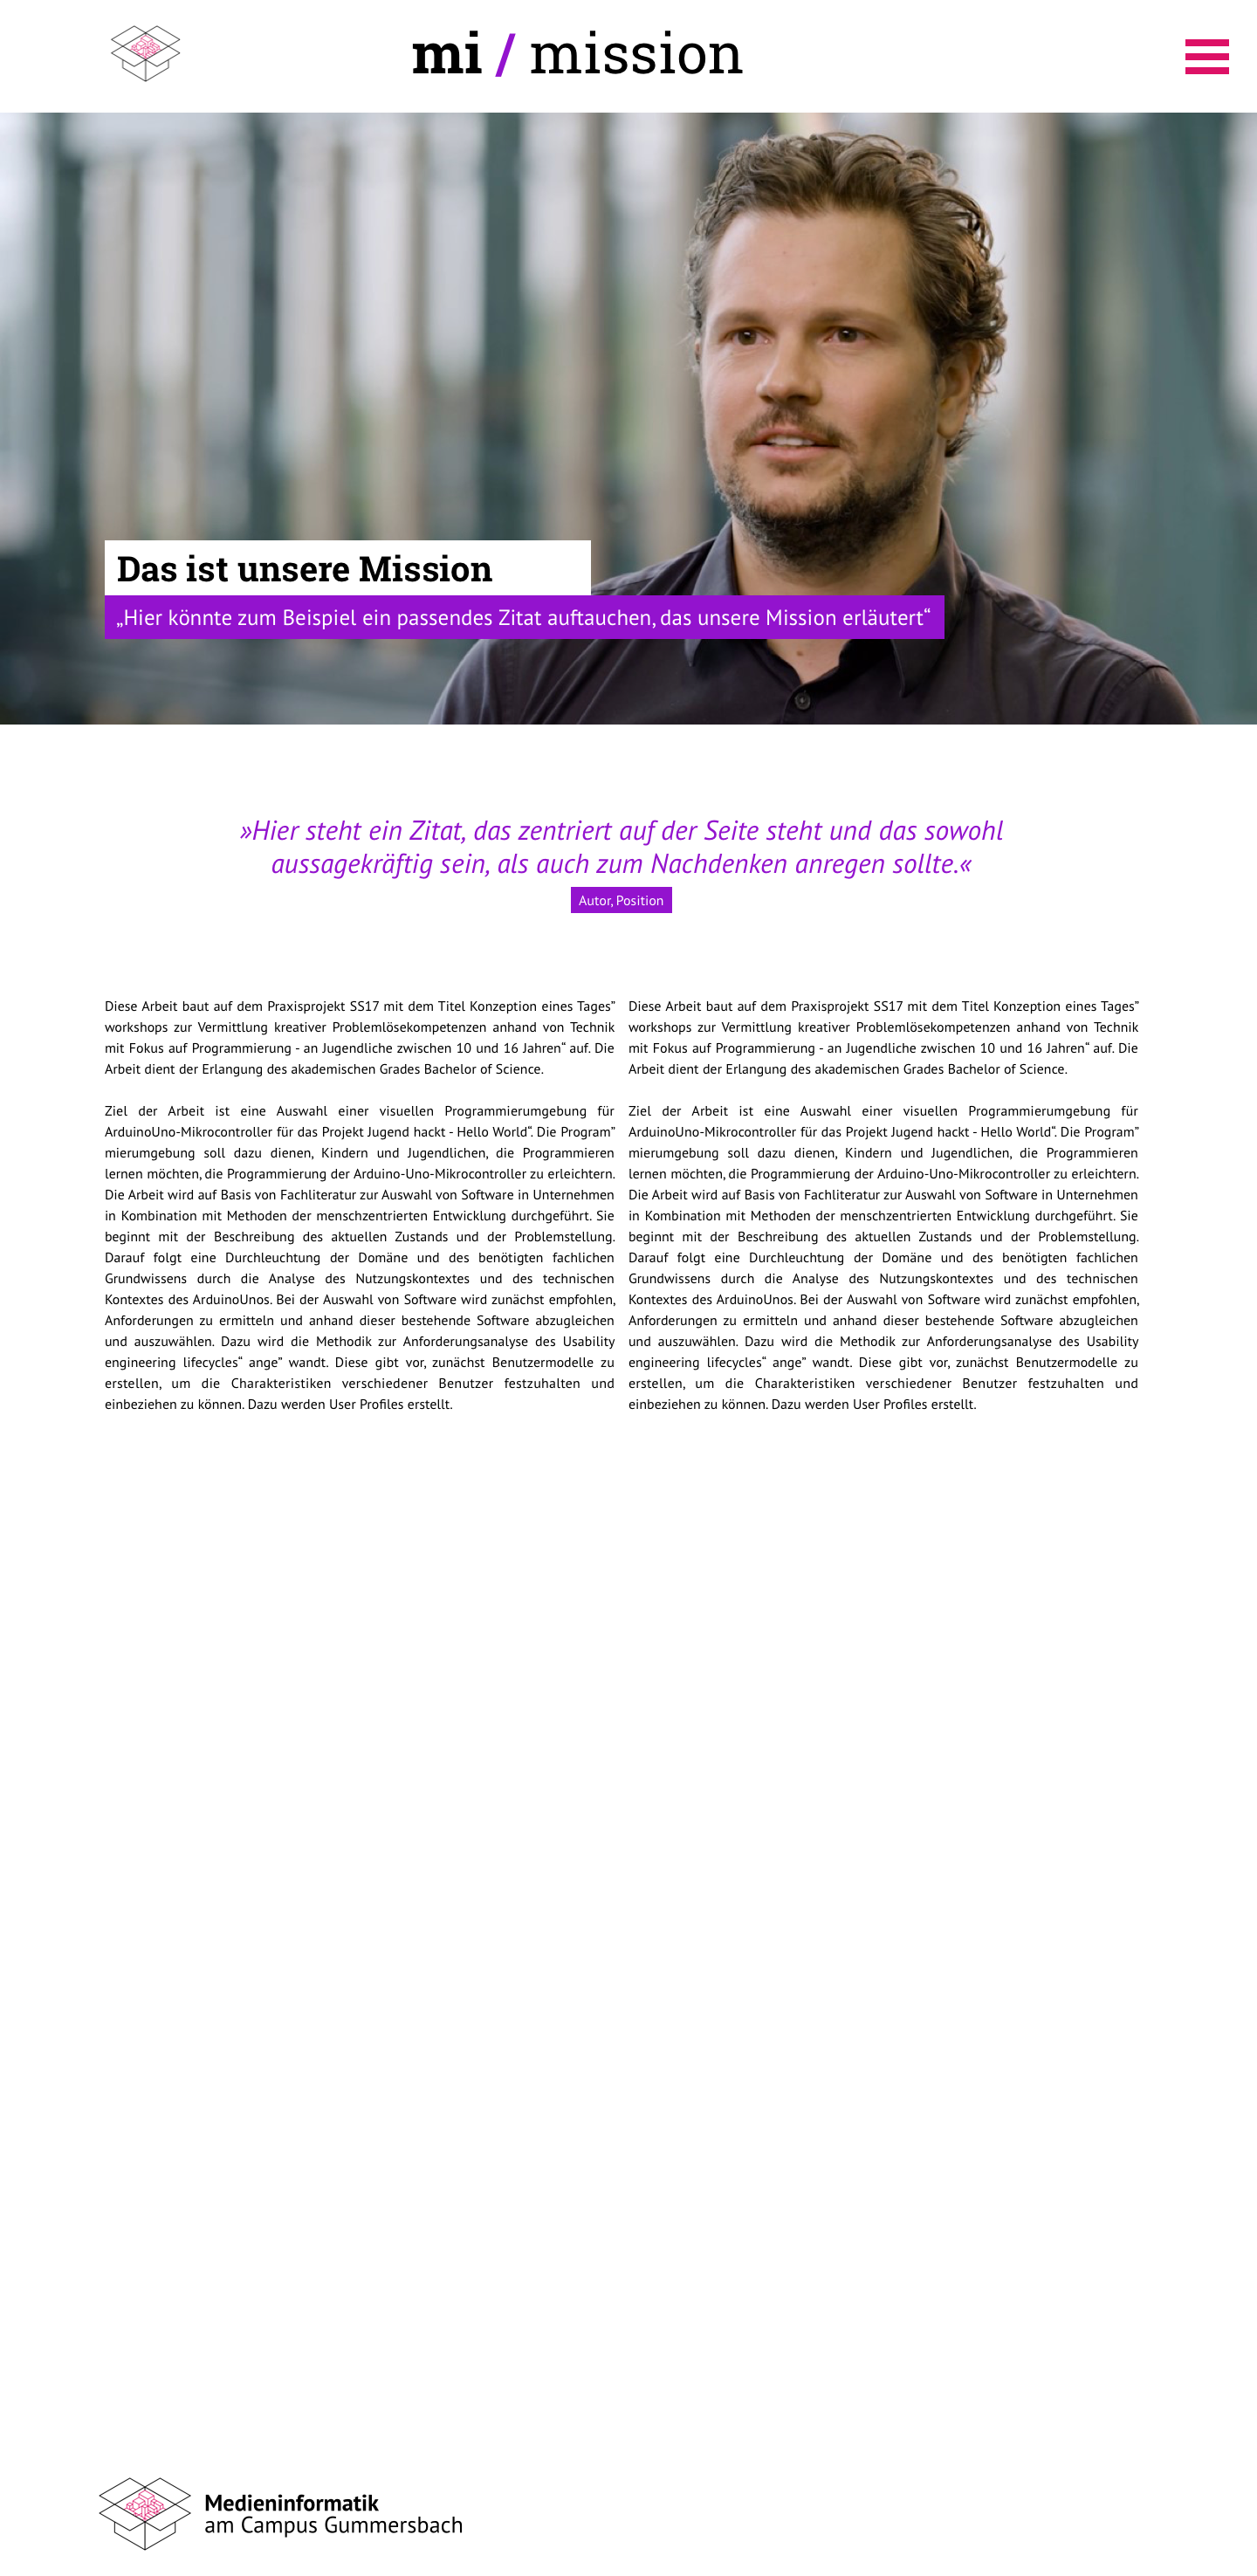 mi / mission
Das ist unsere Mission
„Hier könnte zum Beispiel ein passendes Zitat auftauchen, das unsere Mission erläutert“
»Hier steht ein Zitat, das zentriert auf der Seite steht und das sowohl
aussagekräftig sein, als auch zum Nachdenken anregen sollte.«
Autor, Position
Diese Arbeit baut auf dem Praxisprojekt SS17 mit dem Titel Konzeption eines Tages”
workshops zur Vermittlung kreativer Problemlösekompetenzen anhand von Technik
mit Fokus auf Programmierung - an Jugendliche zwischen 10 und 16 Jahren“ auf. Die
Arbeit dient der Erlangung des akademischen Grades Bachelor of Science.
Ziel der Arbeit ist eine Auswahl einer visuellen Programmierumgebung für
ArduinoUno-Mikrocontroller für das Projekt Jugend hackt - Hello World“. Die Program”
mierumgebung soll dazu dienen, Kindern und Jugendlichen, die Programmieren
lernen möchten, die Programmierung der Arduino-Uno-Mikrocontroller zu erleichtern.
Die Arbeit wird auf Basis von Fachliteratur zur Auswahl von Software in Unternehmen
in Kombination mit Methoden der menschzentrierten Entwicklung durchgeführt. Sie
beginnt mit der Beschreibung des aktuellen Zustands und der Problemstellung.
Darauf folgt eine Durchleuchtung der Domäne und des benötigten fachlichen
Grundwissens durch die Analyse des Nutzungskontextes und des technischen
Kontextes des ArduinoUnos. Bei der Auswahl von Software wird zunächst empfohlen,
Anforderungen zu ermitteln und anhand dieser bestehende Software abzugleichen
und auszuwählen. Dazu wird die Methodik zur Anforderungsanalyse des Usability
engineering lifecycles“ ange” wandt. Diese gibt vor, zunächst Benutzermodelle zu
erstellen, um die Charakteristiken verschiedener Benutzer festzuhalten und
einbeziehen zu können. Dazu werden User Profiles erstellt.
Diese Arbeit baut auf dem Praxisprojekt SS17 mit dem Titel Konzeption eines Tages”
workshops zur Vermittlung kreativer Problemlösekompetenzen anhand von Technik
mit Fokus auf Programmierung - an Jugendliche zwischen 10 und 16 Jahren“ auf. Die
Arbeit dient der Erlangung des akademischen Grades Bachelor of Science.
Ziel der Arbeit ist eine Auswahl einer visuellen Programmierumgebung für
ArduinoUno-Mikrocontroller für das Projekt Jugend hackt - Hello World“. Die Program”
mierumgebung soll dazu dienen, Kindern und Jugendlichen, die Programmieren
lernen möchten, die Programmierung der Arduino-Uno-Mikrocontroller zu erleichtern.
Die Arbeit wird auf Basis von Fachliteratur zur Auswahl von Software in Unternehmen
in Kombination mit Methoden der menschzentrierten Entwicklung durchgeführt. Sie
beginnt mit der Beschreibung des aktuellen Zustands und der Problemstellung.
Darauf folgt eine Durchleuchtung der Domäne und des benötigten fachlichen
Grundwissens durch die Analyse des Nutzungskontextes und des technischen
Kontextes des ArduinoUnos. Bei der Auswahl von Software wird zunächst empfohlen,
Anforderungen zu ermitteln und anhand dieser bestehende Software abzugleichen
und auszuwählen. Dazu wird die Methodik zur Anforderungsanalyse des Usability
engineering lifecycles“ ange” wandt. Diese gibt vor, zunächst Benutzermodelle zu
erstellen, um die Charakteristiken verschiedener Benutzer festzuhalten und
einbeziehen zu können. Dazu werden User Profiles erstellt.
Medieninformatik
am Campus Gummersbach